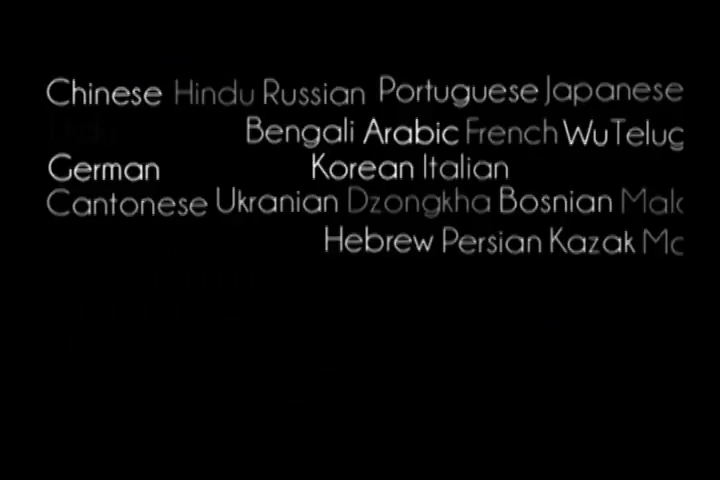 Chinese Hindu Russian Portuguese Japanese
Bengali Arabic French Wu Telug
German Korean Italian
Cantonese Ukranian Dzongkha Bosnian
Hebrew Persian Kazak